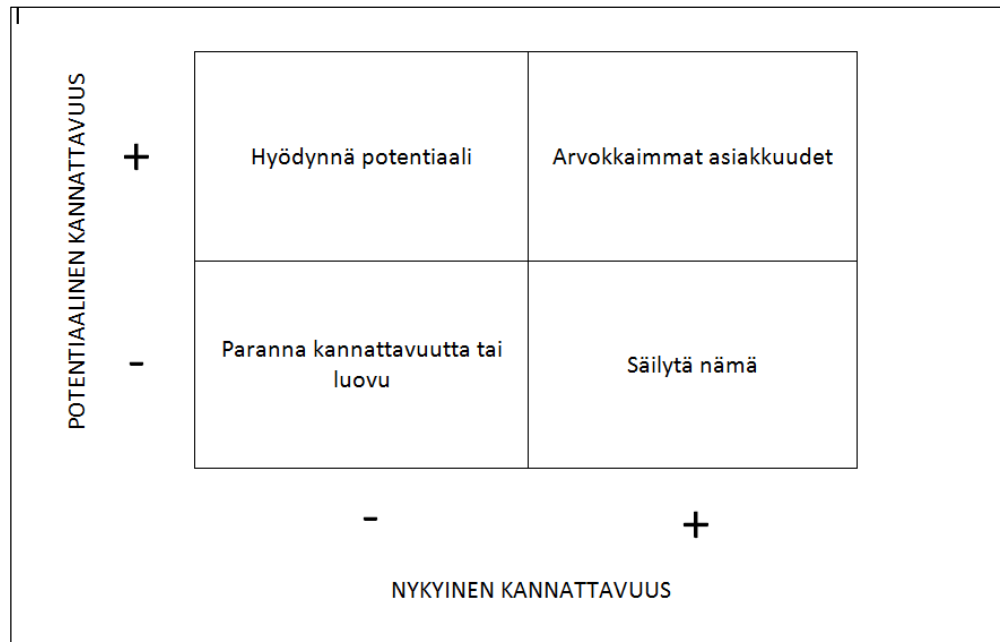 POTENTIAALINEN KANNATTAVUUS
+
Hyödynnä potentiaali
Arvokkaimmat asiakkuudet
-
Paranna kannattavuutta tai
luovu
Säilytä nämä
-
+
NYKYINEN KANNATTAVUUS